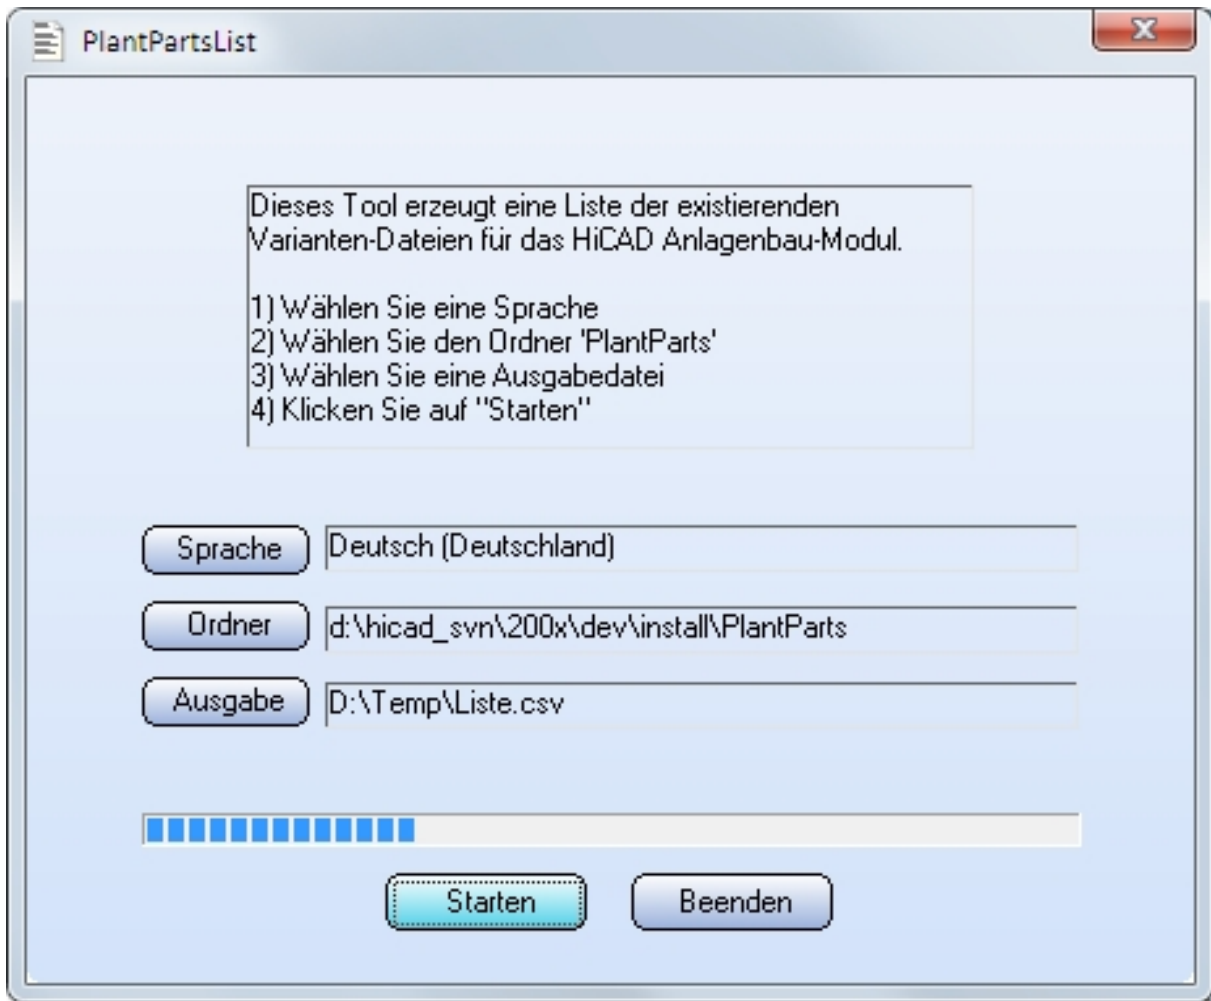 PlantPartsList
Dieses Tool erzeugt eine Liste der existierenden
Varianten-Dateien für das HiCAD Anlagenbau-Modul.
1) Wählen Sie eine Sprache
2) Wählen Sie den Ordner 'PlantParts'
3) Wählen Sie eine Ausgabedatei
4) Klicken Sie auf "Starten"
Sprache Deutsch (Deutschland)
Ordner d:\hicad_svn\200x\dev\install\PlantParts
Ausgabe D:\Temp\Liste.csv
Starten Beenden